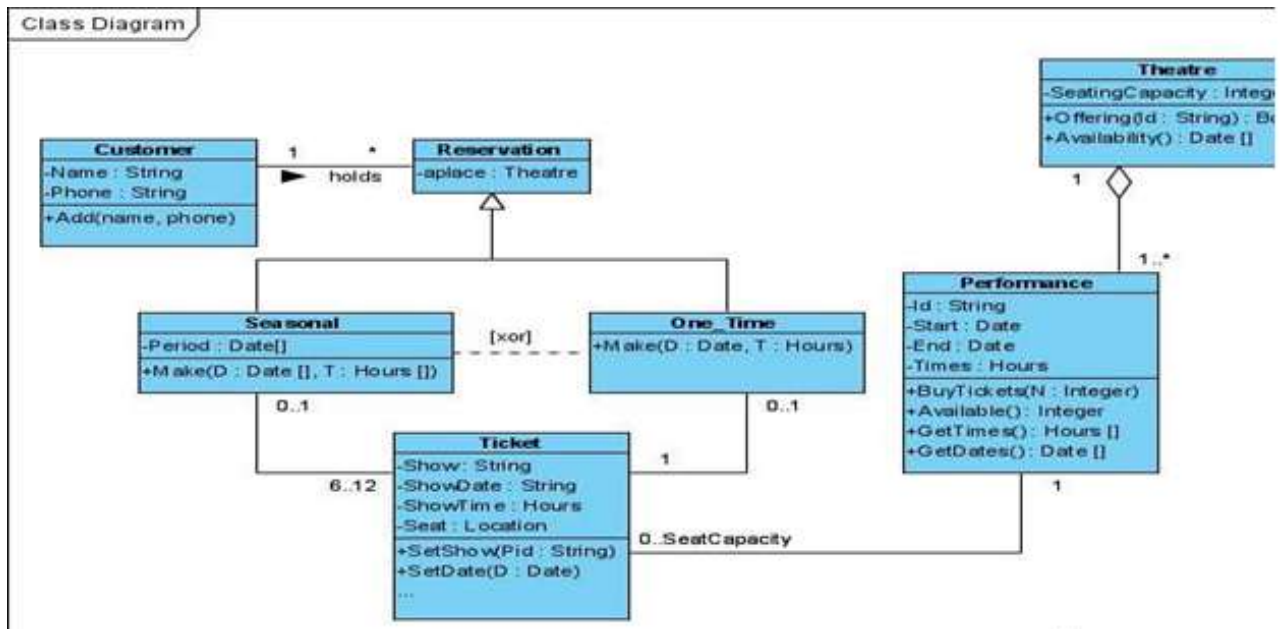 Class Diagram
Theatre
-SeatingCapacity : Integ
+Offering(Id : String) : Bo
+Availability() : Date []
1
1..*
Customer
-Name : String
-Phone : String
+Add(name, phone)
1 *
holds
Reservation
-aplace : Theatre
Seasonal
-Period : Date[]
+Make(D : Date [], T : Hours [])
[xor]
One_Time
+Make(D : Date, T : Hours)
Performance
-Id : String
-Start : Date
-End : Date
-Times : Hours
+BuyTickets(N : Integer)
+Available() : Integer
+GetTimes() : Hours []
+GetDates() : Date []
0..1
0..1
6..12
1
1
0..SeatCapacity
Ticket
-Show: String
-ShowDate : String
-ShowTime : Hours
-Seat : Location
+SetShow(Pid : String)
+SetDate(D : Date)
...